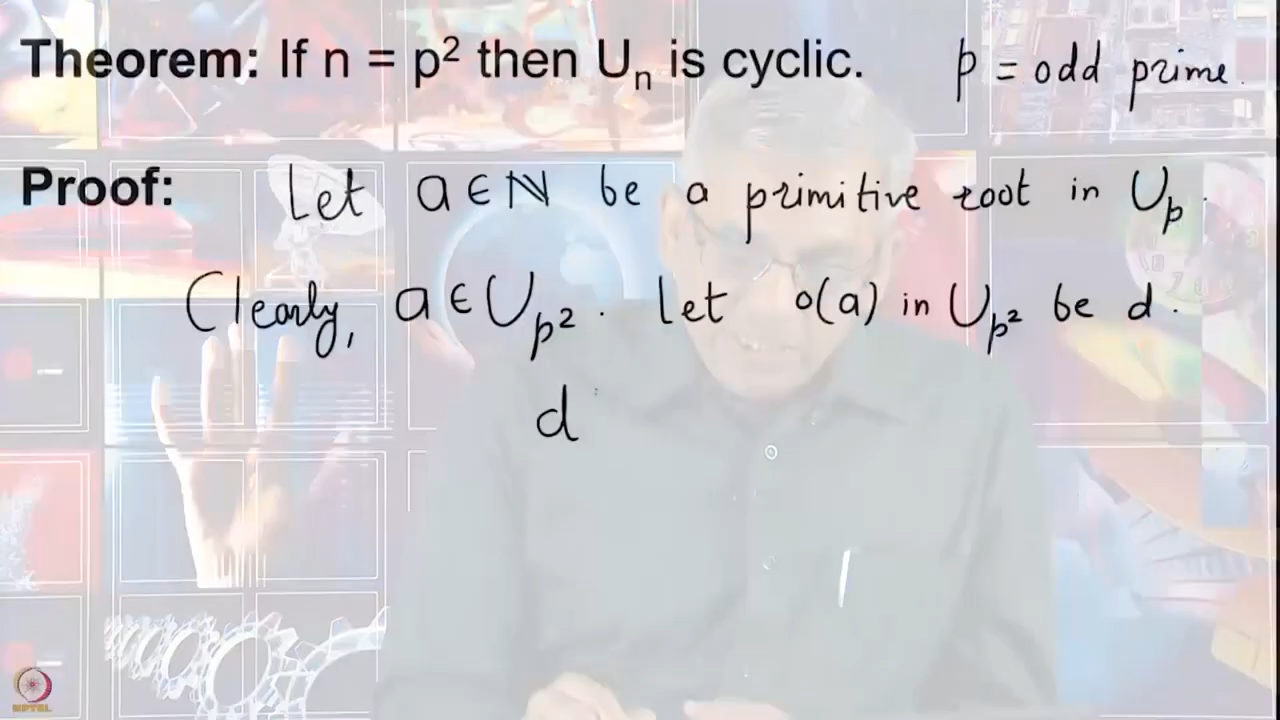 Theorem: If n = p² then Uₙ is cyclic. p = odd prime.
Proof: Let a ∈ ℕ be a primitive root in Uₚ.
Clearly, a ∈ U_{p²}. Let o(a) in U_{p²} be d.
d
NPTEL